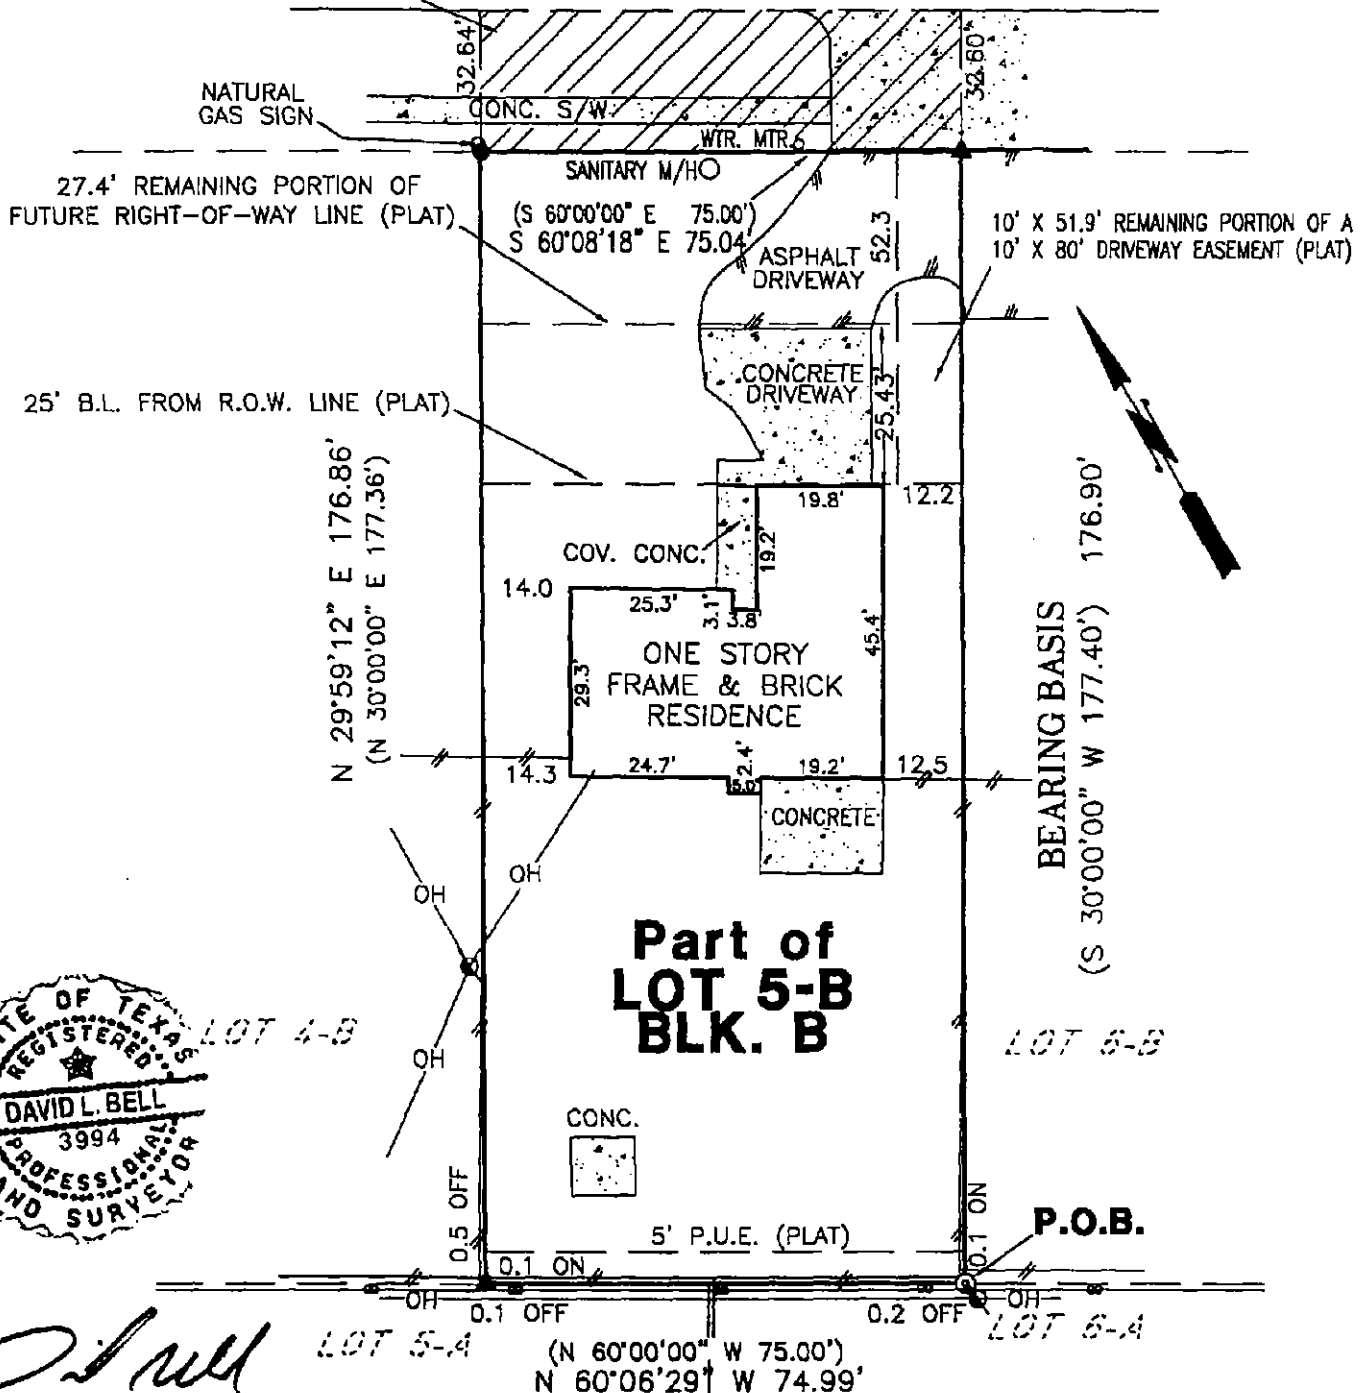 32.64'
32.60'
NATURAL
GAS SIGN
CONC. S/W
WTR. MTR.
SANITARY M/H
27.4' REMAINING PORTION OF
FUTURE RIGHT-OF-WAY LINE (PLAT)
(S 60°00'00" E 75.00')
S 60°08'18" E 75.04'
52.3
10' X 51.9' REMAINING PORTION OF A
10' X 80' DRIVEWAY EASEMENT (PLAT)
ASPHALT
DRIVEWAY
CONCRETE
DRIVEWAY
25.43'
25' B.L. FROM R.O.W. LINE (PLAT)
N 29°59'12" E 176.86'
(N 30°00'00" E 177.36')
19.8'
12.2
COV. CONC.
19.2'
14.0
25.3'
3.1'
3.8'
45.4'
29.3'
ONE STORY
FRAME & BRICK
RESIDENCE
BEARING BASIS
(S 30°00'00" W 177.40') 176.90'
14.3
24.7'
2.4'
5.0'
19.2'
12.5
CONCRETE
OH
OH
OH
Part of
LOT 5-B
BLK. B
LOT 4-B
LOT 6-B
REGISTERED
DAVID L. BELL
3994
PROFESSIONAL
CONC.
0.5 OFF
5' P.U.E. (PLAT)
0.1 ON
P.O.B.
0.1 ON
OH
0.1 OFF
0.2 OFF
OH
LOT 5-A
LOT 6-A
(N 60°00'00" W 75.00')
N 60°06'29" W 74.99'